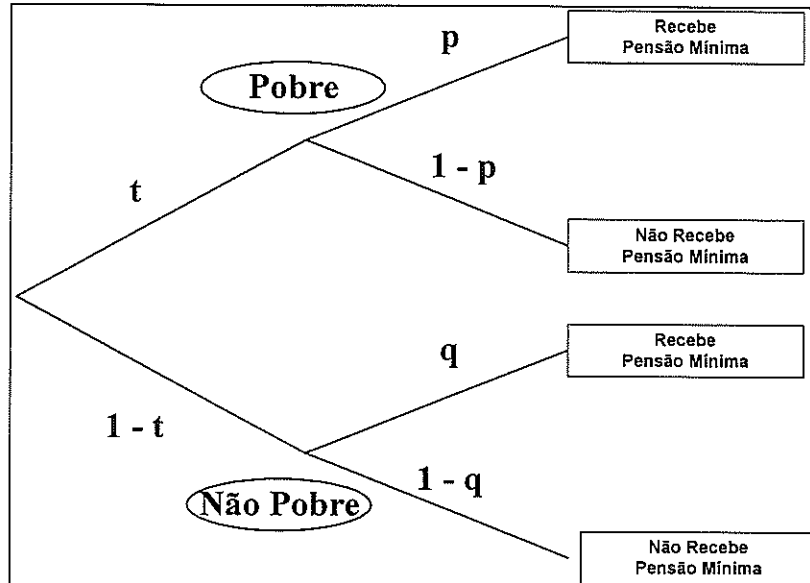 p
Recebe
Pensão Mínima
Pobre
t
1 - p
Não Recebe
Pensão Mínima
q
Recebe
Pensão Mínima
1 - t
1 - q
Não Pobre
Não Recebe
Pensão Mínima